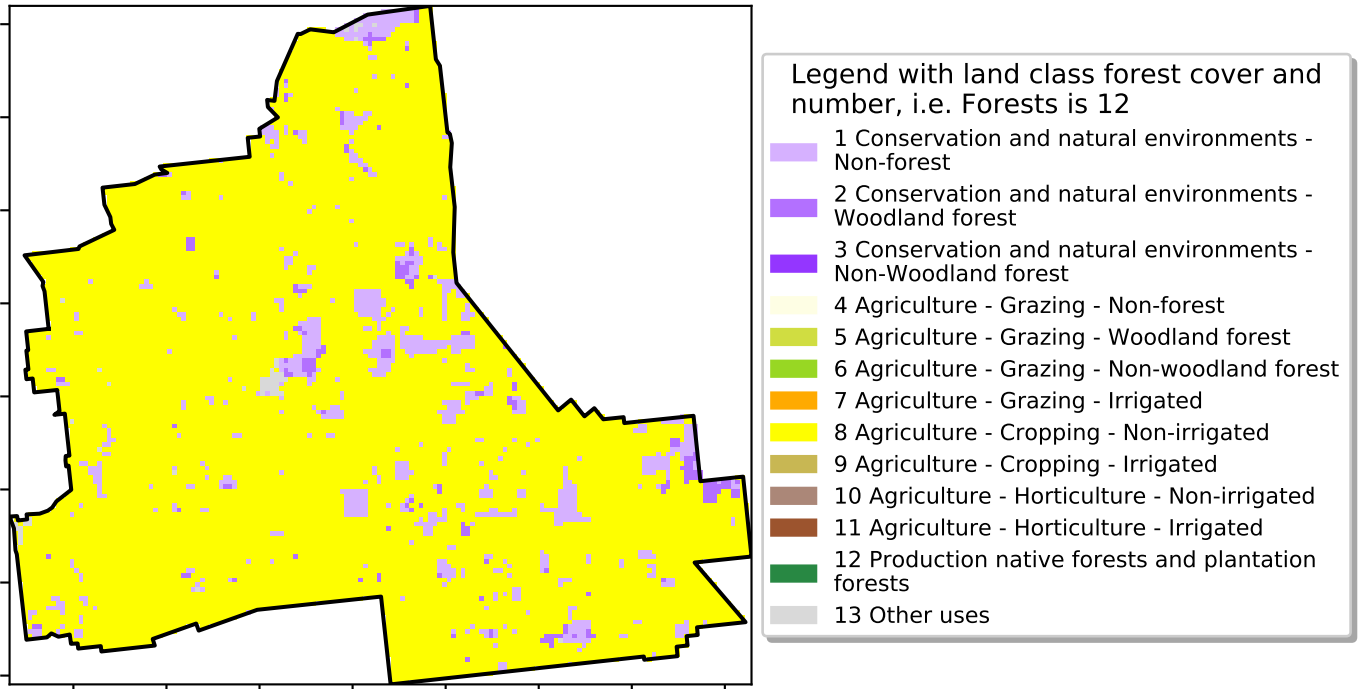 Legend with land class forest cover and
number, i.e. Forests is 12
1 Conservation and natural environments -
Non-forest
2 Conservation and natural environments -
Woodland forest
3 Conservation and natural environments -
Non-Woodland forest
4 Agriculture - Grazing - Non-forest
5 Agriculture - Grazing - Woodland forest
6 Agriculture - Grazing - Non-woodland forest
7 Agriculture - Grazing - Irrigated
8 Agriculture - Cropping - Non-irrigated
9 Agriculture - Cropping - Irrigated
10 Agriculture - Horticulture - Non-irrigated
11 Agriculture - Horticulture - Irrigated
12 Production native forests and plantation
forests
13 Other uses